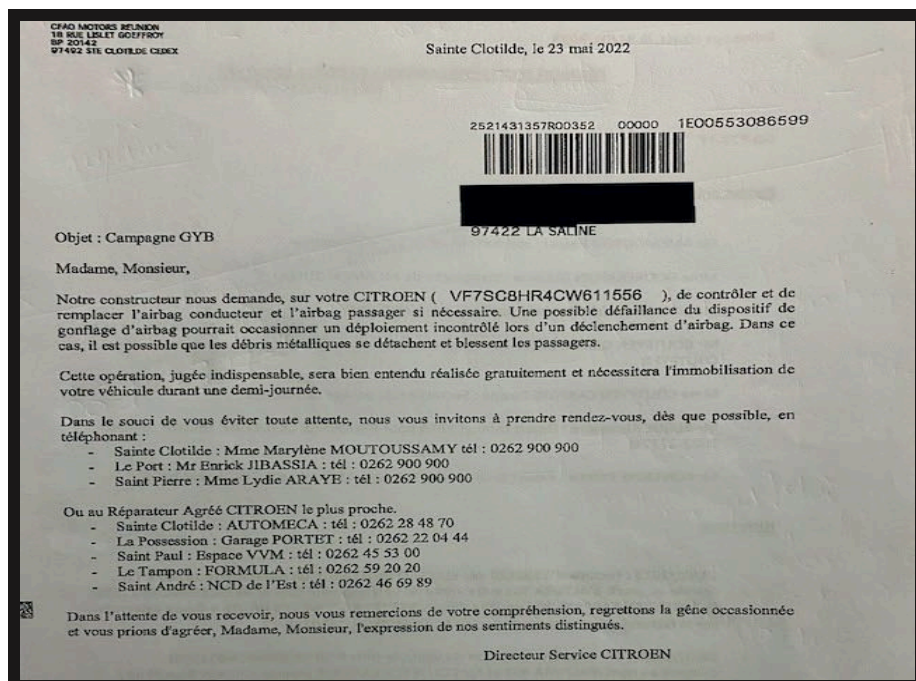 CFAO MOTORS REUNION
18 RUE LISLET GOEFFROY
BP 20142
97492 STE CLOTILDE CEDEX
Sainte Clotilde, le 23 mai 2022
2521431357R00352 00000 1E00553086599
97422 LA SALINE
Objet : Campagne GYB
Madame, Monsieur,
Notre constructeur nous demande, sur votre CITROEN ( VF7SC8HR4CW611556 ), de contrôler et de
remplacer l'airbag conducteur et l'airbag passager si nécessaire. Une possible défaillance du dispositif de
gonflage d'airbag pourrait occasionner un déploiement incontrôlé lors d'un déclenchement d'airbag. Dans ce
cas, il est possible que les débris métalliques se détachent et blessent les passagers.
Cette opération, jugée indispensable, sera bien entendu réalisée gratuitement et nécessitera l'immobilisation de
votre véhicule durant une demi-journée.
Dans le souci de vous éviter toute attente, nous vous invitons à prendre rendez-vous, dès que possible, en
téléphonant :
- Sainte Clotilde : Mme Marylène MOUTOUSSAMY tél : 0262 900 900
- Le Port : Mr Enrick JIBASSIA : tél : 0262 900 900
- Saint Pierre : Mme Lydie ARAYE : tél : 0262 900 900
Ou au Réparateur Agréé CITROEN le plus proche.
- Sainte Clotilde : AUTOMECA : tél : 0262 28 48 70
- La Possession : Garage PORTET : tél : 0262 22 04 44
- Saint Paul : Espace VVM : tél : 0262 45 53 00
- Le Tampon : FORMULA : tél : 0262 59 20 20
- Saint André : NCD de l'Est : tél : 0262 46 69 89
Dans l'attente de vous recevoir, nous vous remercions de votre compréhension, regrettons la gêne occasionnée
et vous prions d'agréer, Madame, Monsieur, l'expression de nos sentiments distingués.
Directeur Service CITROEN